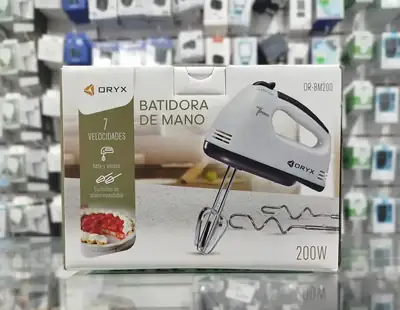 ORYX
BATIDORA
DE MANO
OR-BM200
7
VELOCIDADES
ORYX
200W